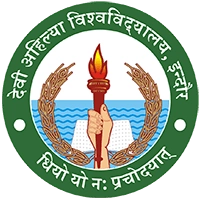 देवी अहिल्या विश्वविद्यालय, इन्दौर
धियो यो नः प्रचोदयात्